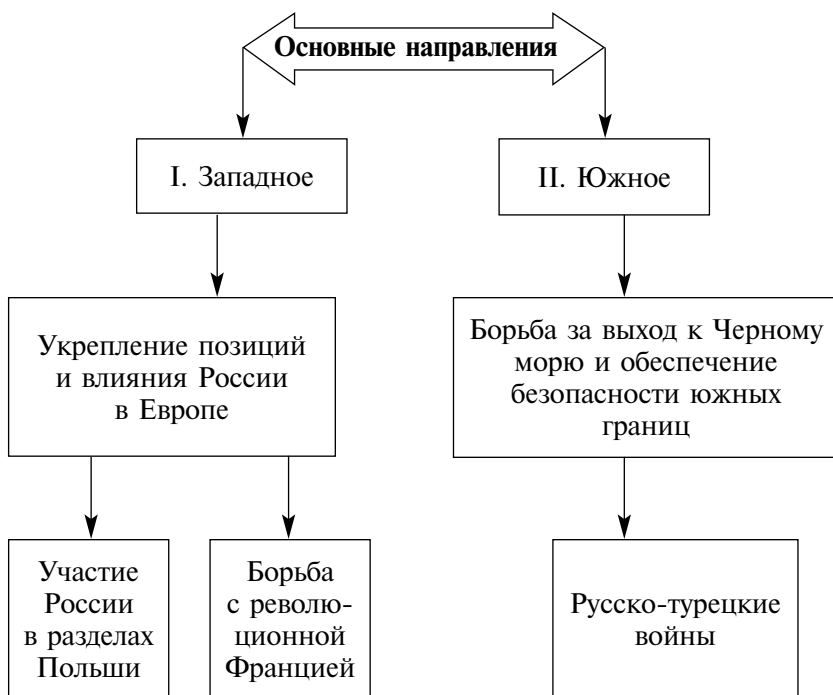 Основные направления
I. Западное
II. Южное
Укрепление позиций
и влияния России
в Европе
Борьба за выход к Черному
морю и обеспечение
безопасности южных
границ
Участие
России
в разделах
Польши
Борьба
с револю-
ционной
Францией
Русско-турецкие
войны